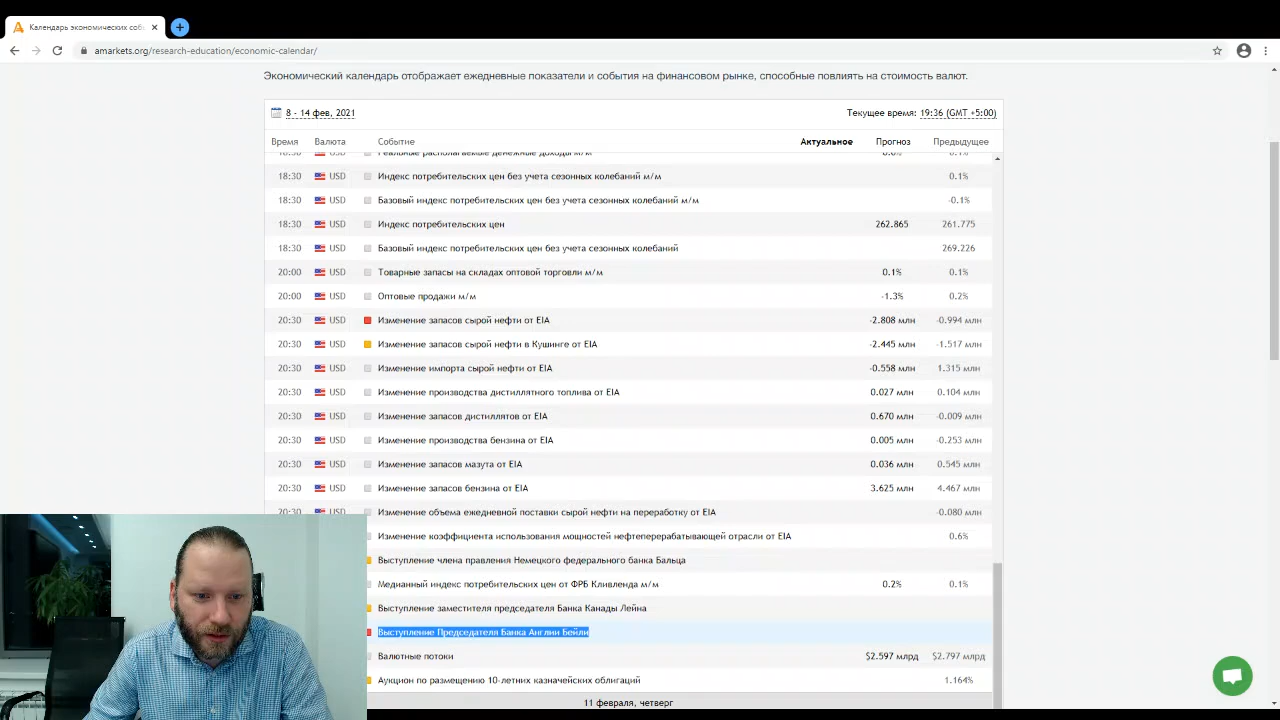 Календарь экономических соб
amarkets.org/research-education/economic-calendar/
Экономический календарь отображает ежедневные показатели и события на финансовом рынке, способные повлиять на стоимость валют.
8 - 14 фев, 2021 Текущее время: 19:36 (GMT +5:00)
Время Валюта Событие Актуальное Прогноз Предыдущее
18:30 USD Реальные располагаемые денежные доходы м/м
18:30 USD Индекс потребительских цен без учета сезонных колебаний м/м 0.1%
18:30 USD Базовый индекс потребительских цен без учета сезонных колебаний м/м -0.1%
18:30 USD Индекс потребительских цен 262.865 261.775
18:30 USD Базовый индекс потребительских цен без учета сезонных колебаний 269.226
20:00 USD Товарные запасы на складах оптовой торговли м/м 0.1% 0.1%
20:00 USD Оптовые продажи м/м -1.3% 0.2%
20:30 USD Изменение запасов сырой нефти от EIA -2.808 млн -0.994 млн
20:30 USD Изменение запасов сырой нефти в Кушинге от EIA -2.445 млн -1.517 млн
20:30 USD Изменение импорта сырой нефти от EIA -0.558 млн 1.315 млн
20:30 USD Изменение производства дистиллятного топлива от EIA 0.027 млн 0.104 млн
20:30 USD Изменение запасов дистиллятов от EIA 0.670 млн -0.009 млн
20:30 USD Изменение производства бензина от EIA 0.005 млн -0.253 млн
20:30 USD Изменение запасов мазута от EIA 0.036 млн 0.545 млн
20:30 USD Изменение запасов бензина от EIA 3.625 млн 4.467 млн
20:30 USD Изменение объема ежедневной поставки сырой нефти на переработку от EIA -0.080 млн
Изменение коэффициента использования мощностей нефтеперерабатывающей отрасли от EIA 0.6%
Выступление члена правления Немецкого федерального банка Бальца
Медианный индекс потребительских цен от ФРБ Кливленда м/м 0.2% 0.1%
Выступление заместителя председателя Банка Канады Лейна
Выступление Председателя Банка Англии Бейли
Валютные потоки $2.597 млрд $2.797 млрд
Аукцион по размещению 10-летних казначейских облигаций 1.164%
11 февраля, четверг